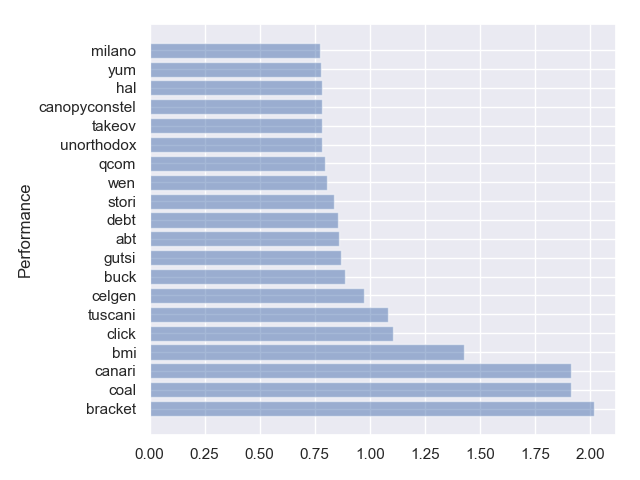 milano
yum
hal
canopyconstel
takeov
unorthodox
qcom
wen
stori
debt
abt
gutsi
buck
celgen
tuscani
click
bmi
canari
coal
bracket
Performance
0.00 0.25 0.50 0.75 1.00 1.25 1.50 1.75 2.00